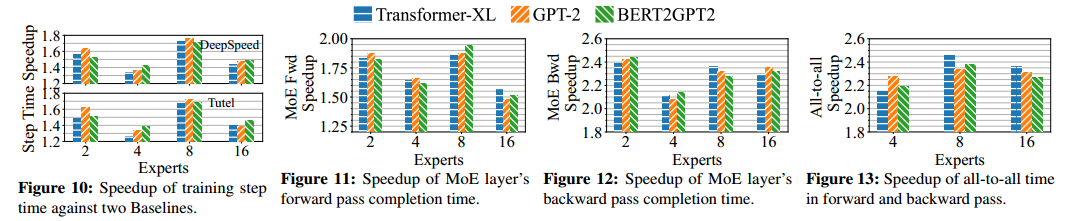 Transformer-XL GPT-2 BERT2GPT2
Step Time Speedup
1.8
1.6
1.4
1.2
DeepSpeed
1.8
1.6
1.4
1.2
Tutel
2 4 8 16
Experts
Figure 10: Speedup of training step
time against two Baselines.
MoE Fwd
Speedup
2.00
1.75
1.50
1.25
2 4 8 16
Experts
Figure 11: Speedup of MoE layer's
forward pass completion time.
MoE Bwd
Speedup
2.6
2.4
2.2
2.0
1.8
2 4 8 16
Experts
Figure 12: Speedup of MoE layer's
backward pass completion time.
All-to-all
Speedup
2.6
2.4
2.2
2.0
1.8
4 8 16
Experts
Figure 13: Speedup of all-to-all time
in forward and backward pass.